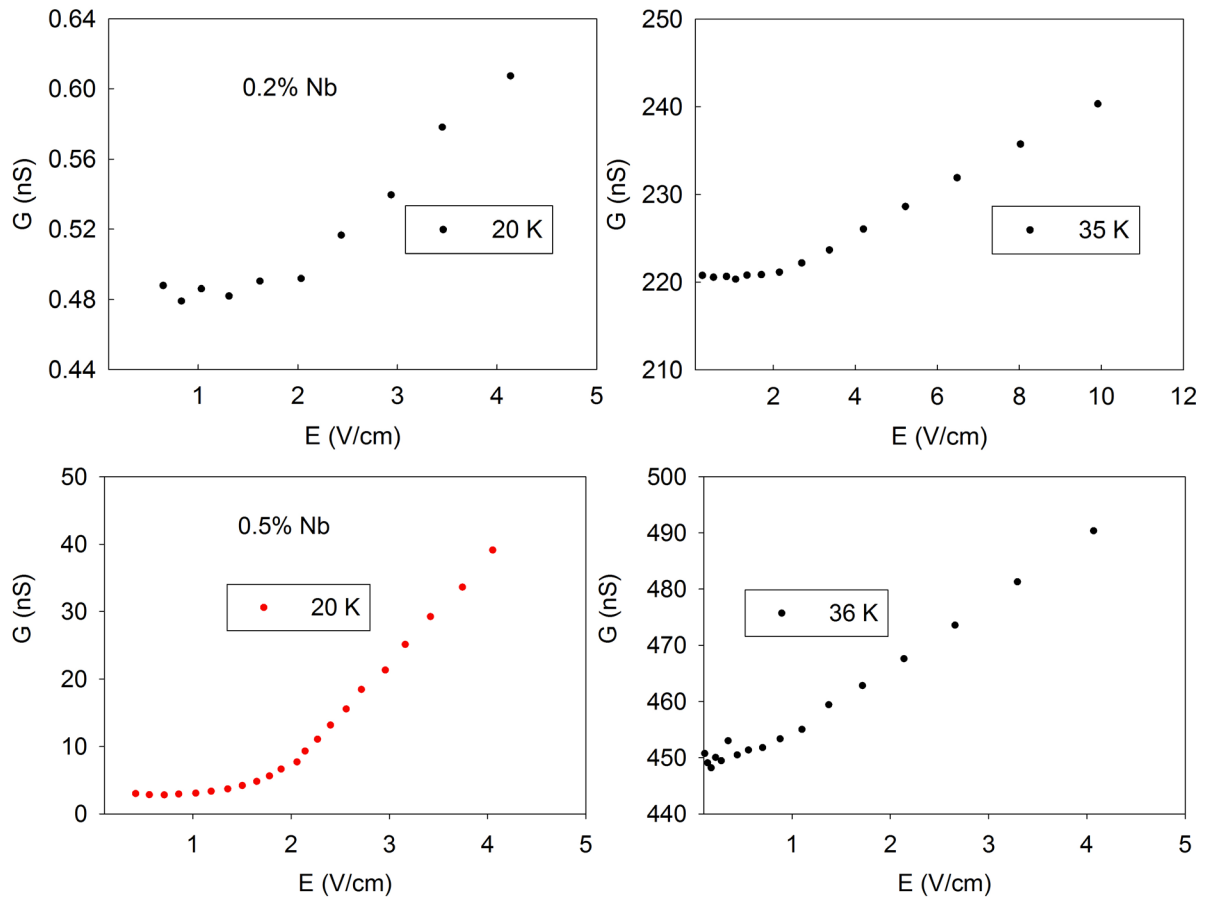 0.64
0.60
0.56
0.52
0.48
0.44
G (nS)
0.2% Nb
20 K
1 2 3 4 5
E (V/cm)
250
240
230
220
210
G (nS)
35 K
2 4 6 8 10 12
E (V/cm)
50
40
30
20
10
0
G (nS)
0.5% Nb
20 K
1 2 3 4 5
E (V/cm)
500
490
480
470
460
450
440
G (nS)
36 K
1 2 3 4 5
E (V/cm)